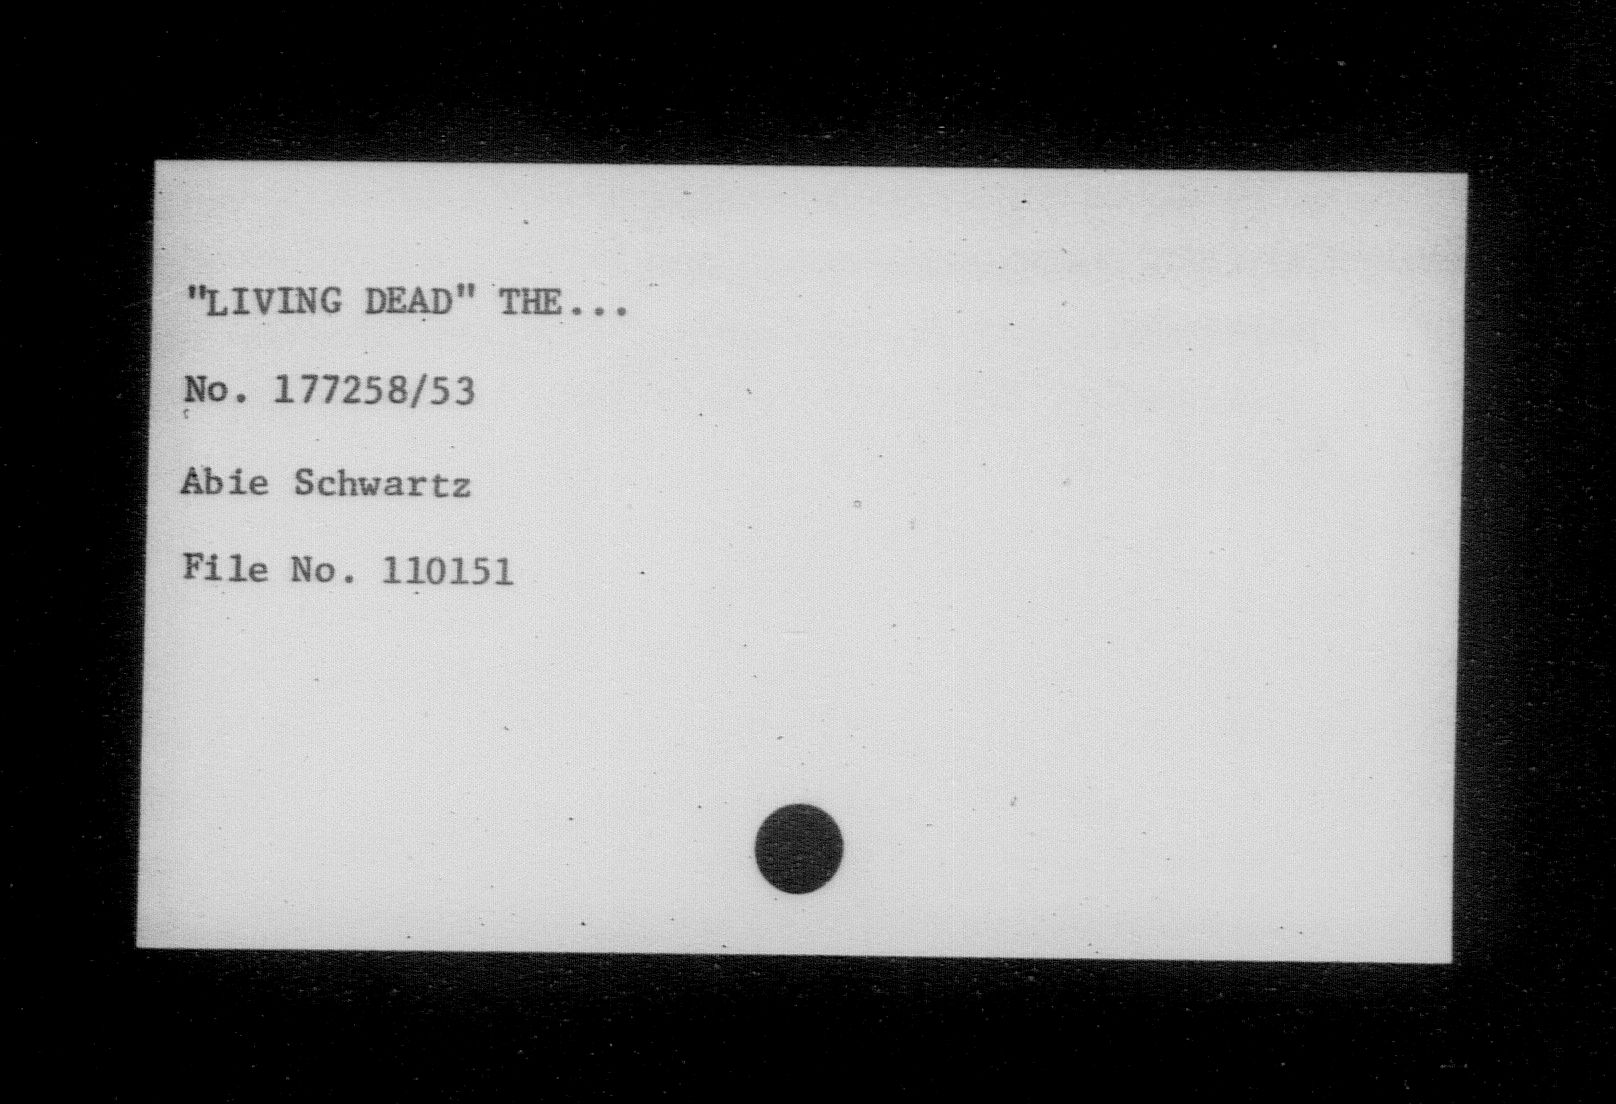 "LIVING DEAD" THE...
No. 177258/53
Abie Schwartz
File No. 110151